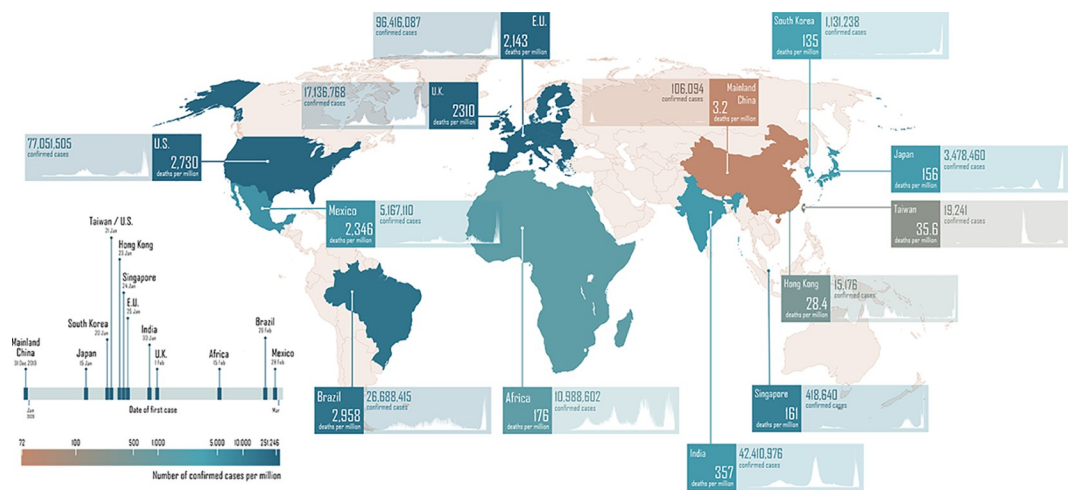 96,416,087
confirmed cases
E.U.
2,143
deaths per million
South Korea
135
deaths per million
1,131,238
confirmed cases
17,136,768
confirmed cases
U.K.
2310
deaths per million
106,094
confirmed cases
Mainland
China
3.2
deaths per million
77,051,505
confirmed cases
U.S.
2,730
deaths per million
Japan
156
deaths per million
3,478,460
confirmed cases
Mexico
2,346
deaths per million
5,167,110
confirmed cases
Taiwan
35.6
deaths per million
19,241
confirmed cases
Hong Kong
28.4
deaths per million
15,176
confirmed cases
Brazil
2,958
deaths per million
26,688,415
confirmed cases
Africa
176
deaths per million
10,988,602
confirmed cases
Singapore
161
deaths per million
418,640
confirmed cases
India
357
deaths per million
42,410,976
confirmed cases
Taiwan / U.S.
21 Jan
Hong Kong
23 Jan
Singapore
24 Jan
E.U.
25 Jan
South Korea
20 Jan
India
30 Jan
Brazil
26 Feb
Mainland
China
31 Dec 2019
Japan
15 Jan
U.K.
1 Feb
Africa
15 Feb
Mexico
28 Feb
Jan
2020
Date of first case
Mar
72
100
500
1,000
5,000
10,000
291246
Number of confirmed cases per million